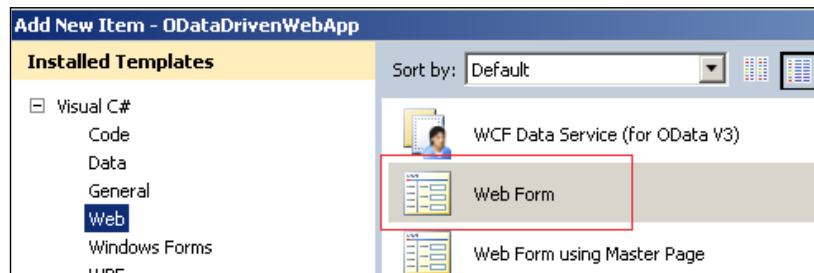 Add New Item - ODataDrivenWebApp
Installed Templates
Visual C#
Code
Data
General
Web
Windows Forms
WPF
Sort by: Default
WCF Data Service (for OData V3)
Web Form
Web Form using Master Page